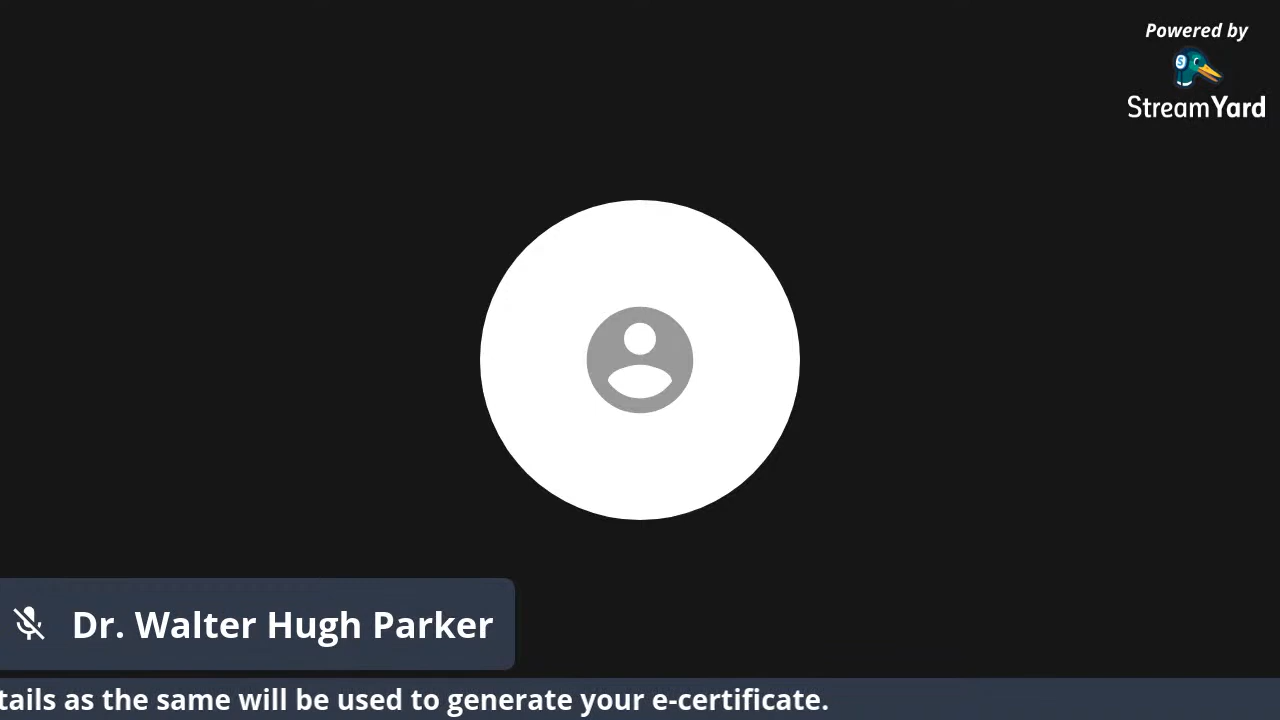 Powered by
StreamYard
Dr. Walter Hugh Parker
tails as the same will be used to generate your e-certificate.